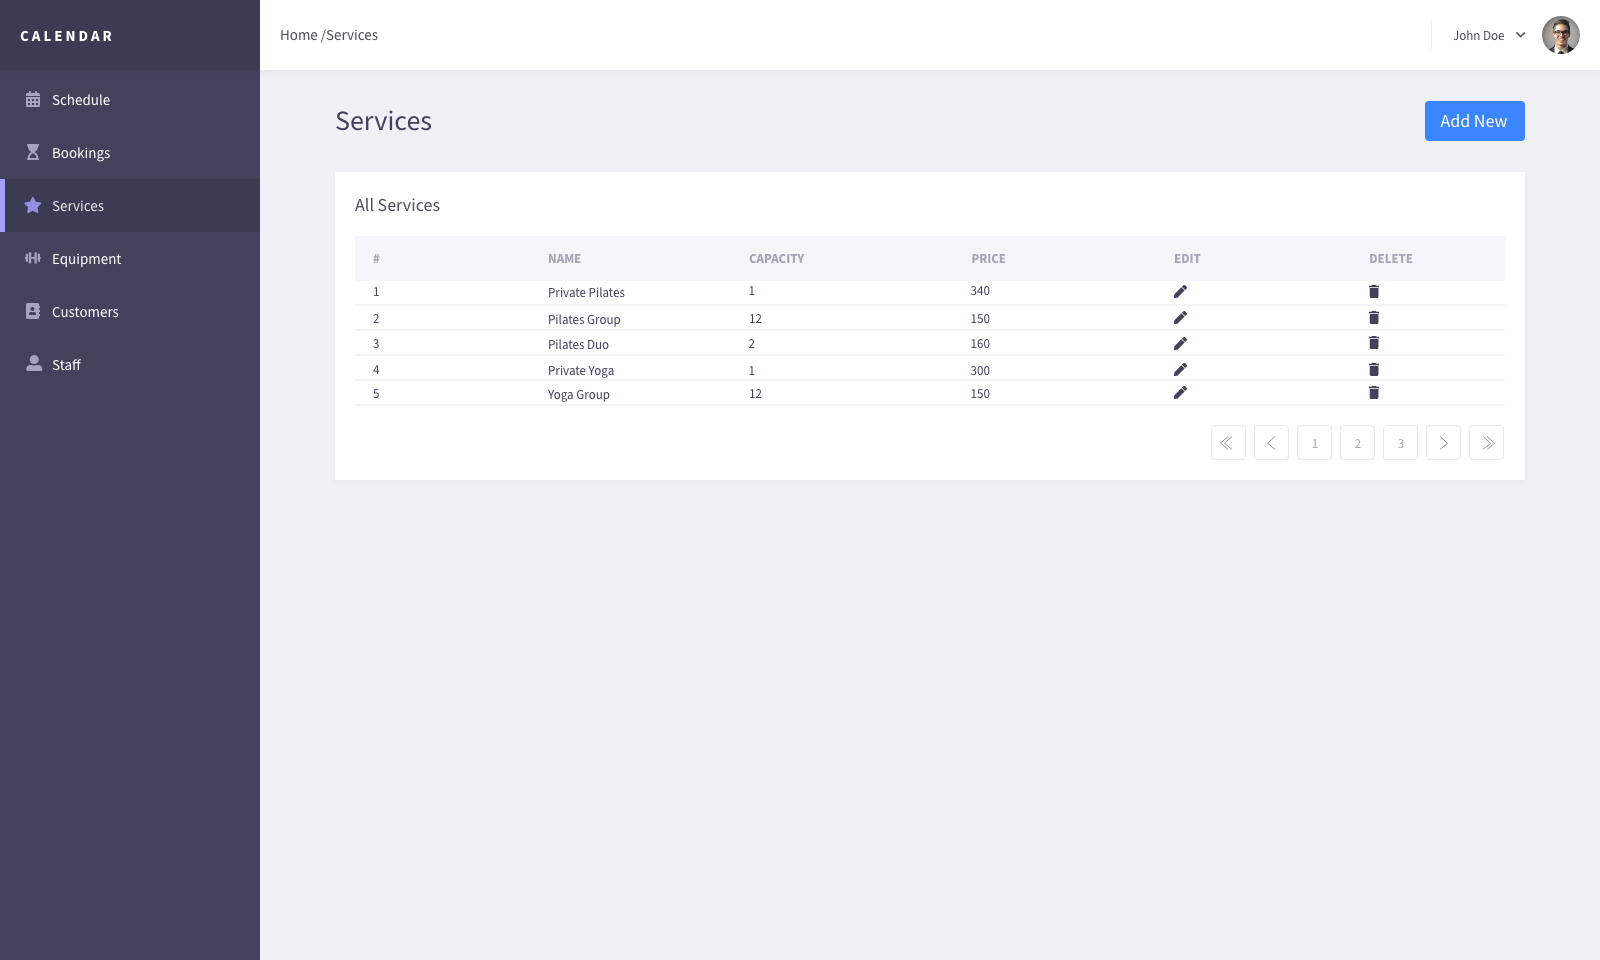 CALENDAR
Home /Services
John Doe
Schedule
Bookings
Services
Equipment
Customers
Staff
Services
Add New
All Services
# NAME CAPACITY PRICE EDIT DELETE
1 Private Pilates 1 340
2 Pilates Group 12 150
3 Pilates Duo 2 160
4 Private Yoga 1 300
5 Yoga Group 12 150
1 2 3